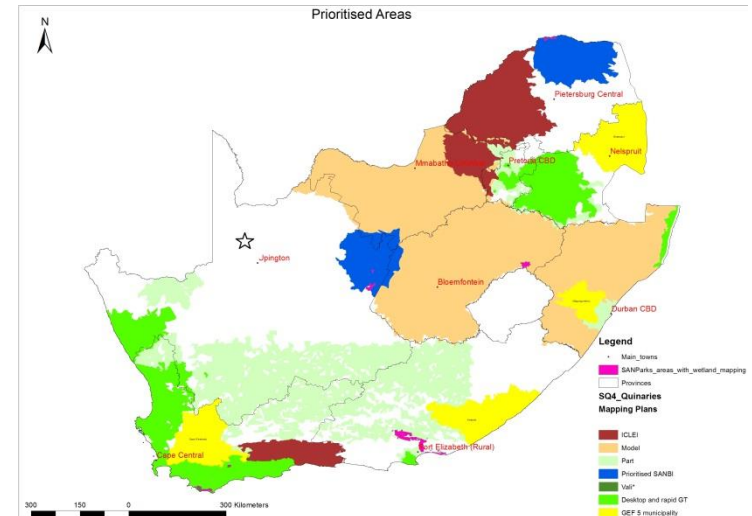 Prioritised Areas
N
Pietersburg Central
Nelspruit
Pretoria CBD
Mmabatho
Jpington
Bloemfontein
Durban CBD
Port Elizabeth (Rural)
Cape Central
Legend
Main_towns
SANParks_areas_with_wetland_mapping
Provinces
SQ4_Quinaries
Mapping Plans
ICLEI
Model
Part
Prioritised SANBI
Vali*
Desktop and rapid GT
GEF 5 municipality
300 150 0 300 Kilometers